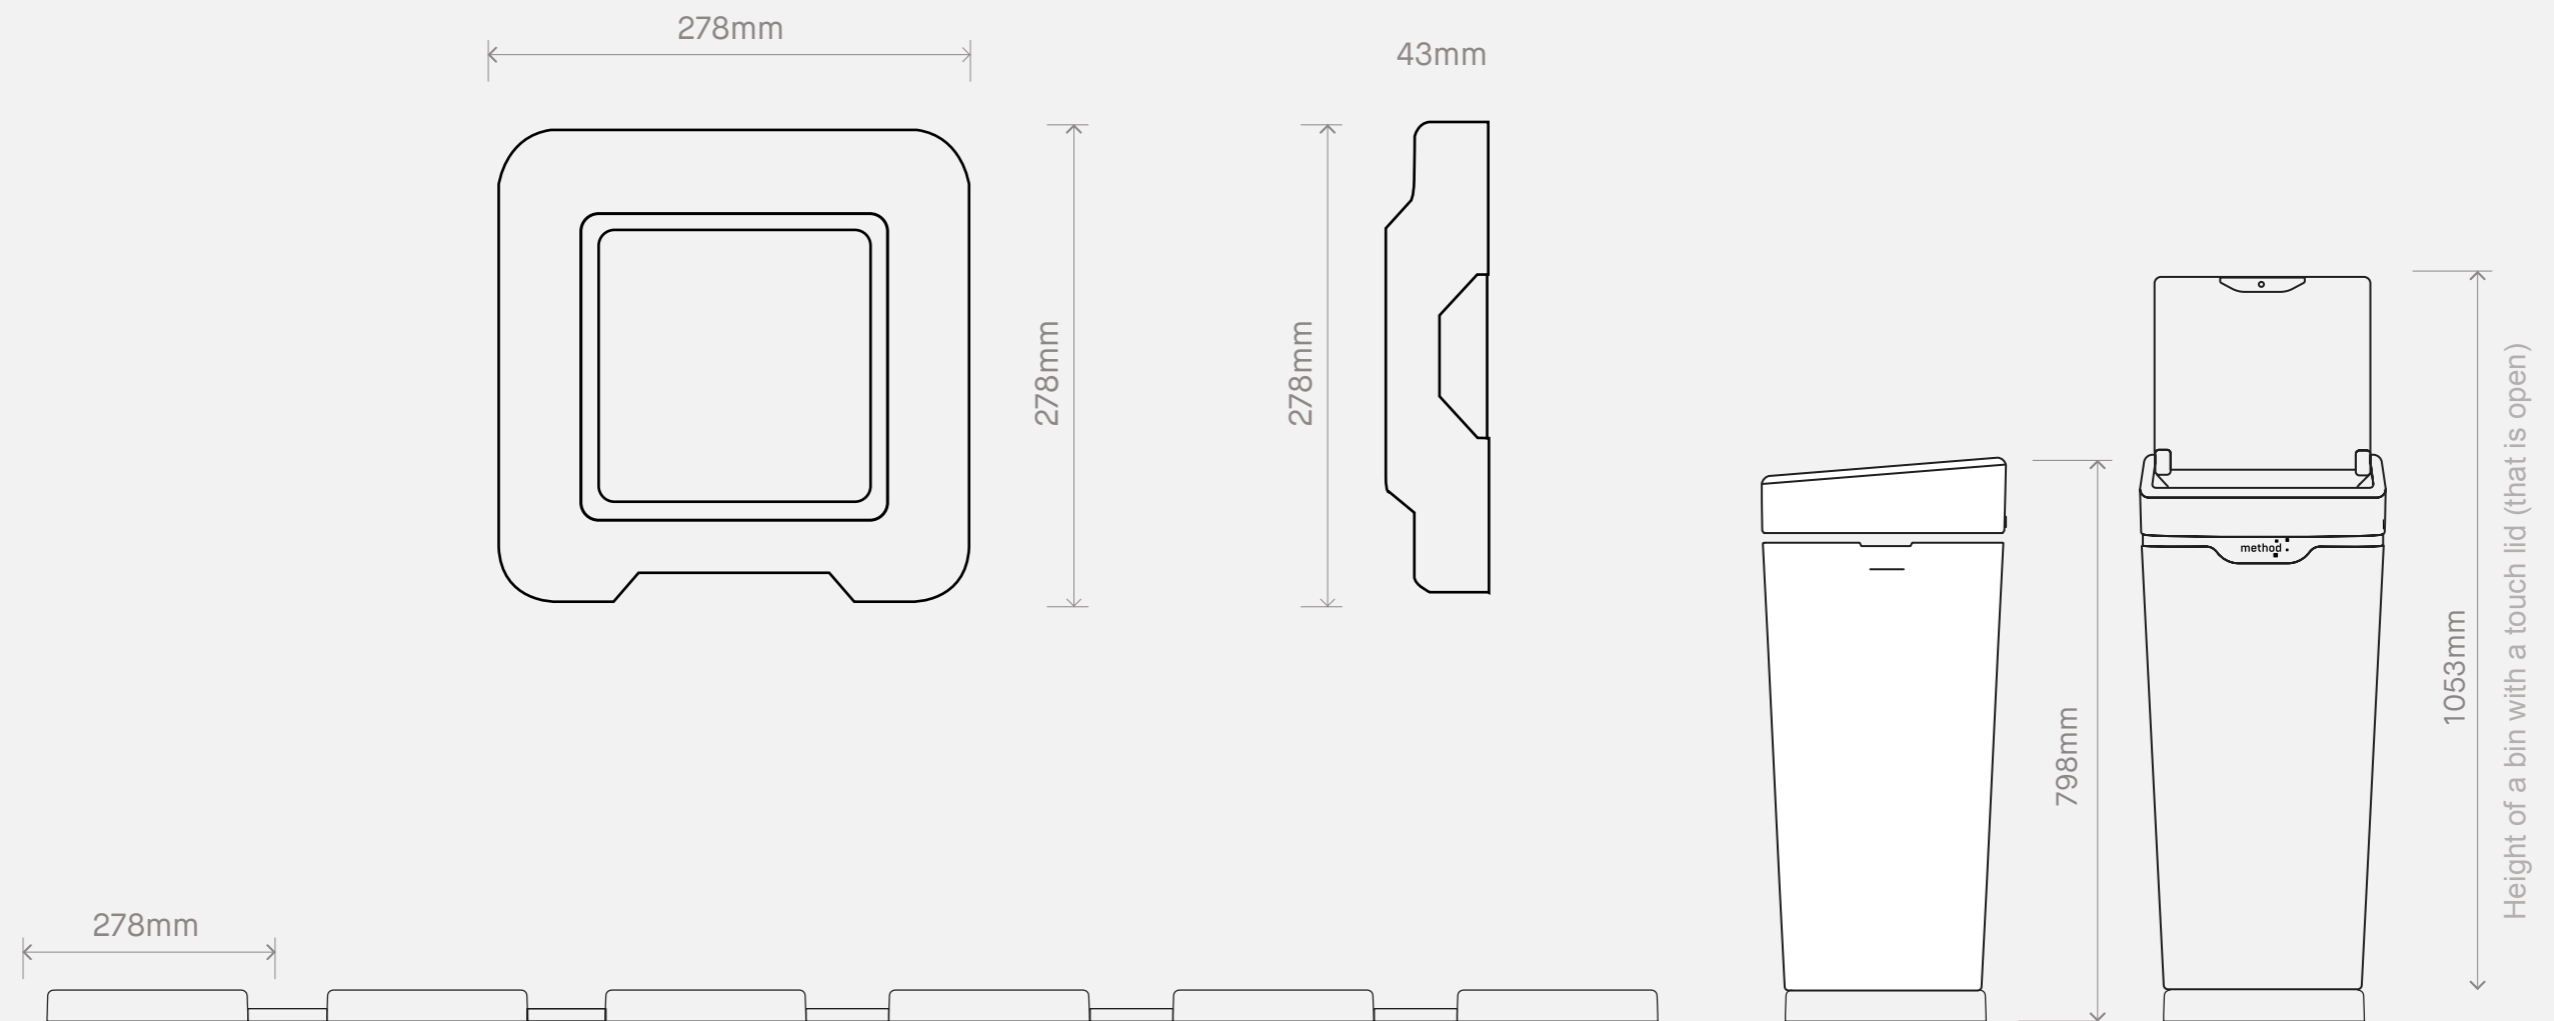 278mm
43mm
278mm
278mm
278mm
798mm
method
1053mm
Height of a bin with a touch lid (that is open)